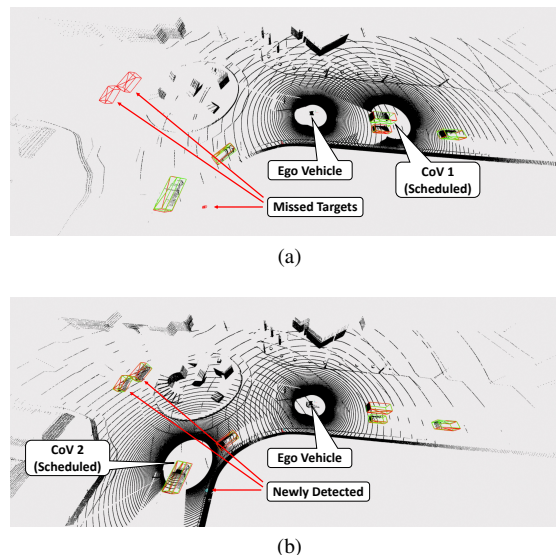 Ego Vehicle
CoV 1
(Scheduled)
Missed Targets
(a)
CoV 2
(Scheduled)
Ego Vehicle
Newly Detected
(b)